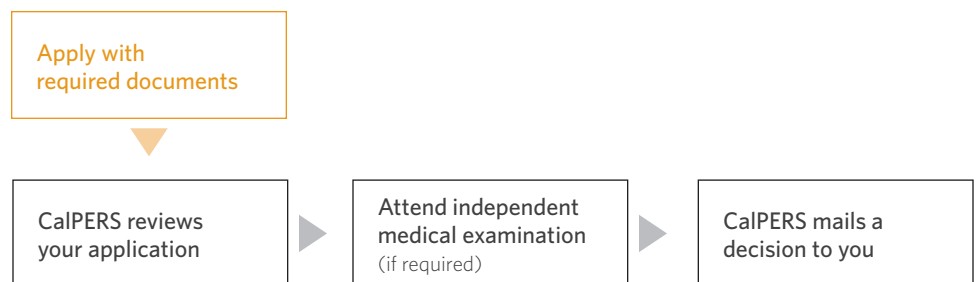 Apply with
required documents
CalPERS reviews
your application
Attend independent
medical examination
(if required)
CalPERS mails a
decision to you